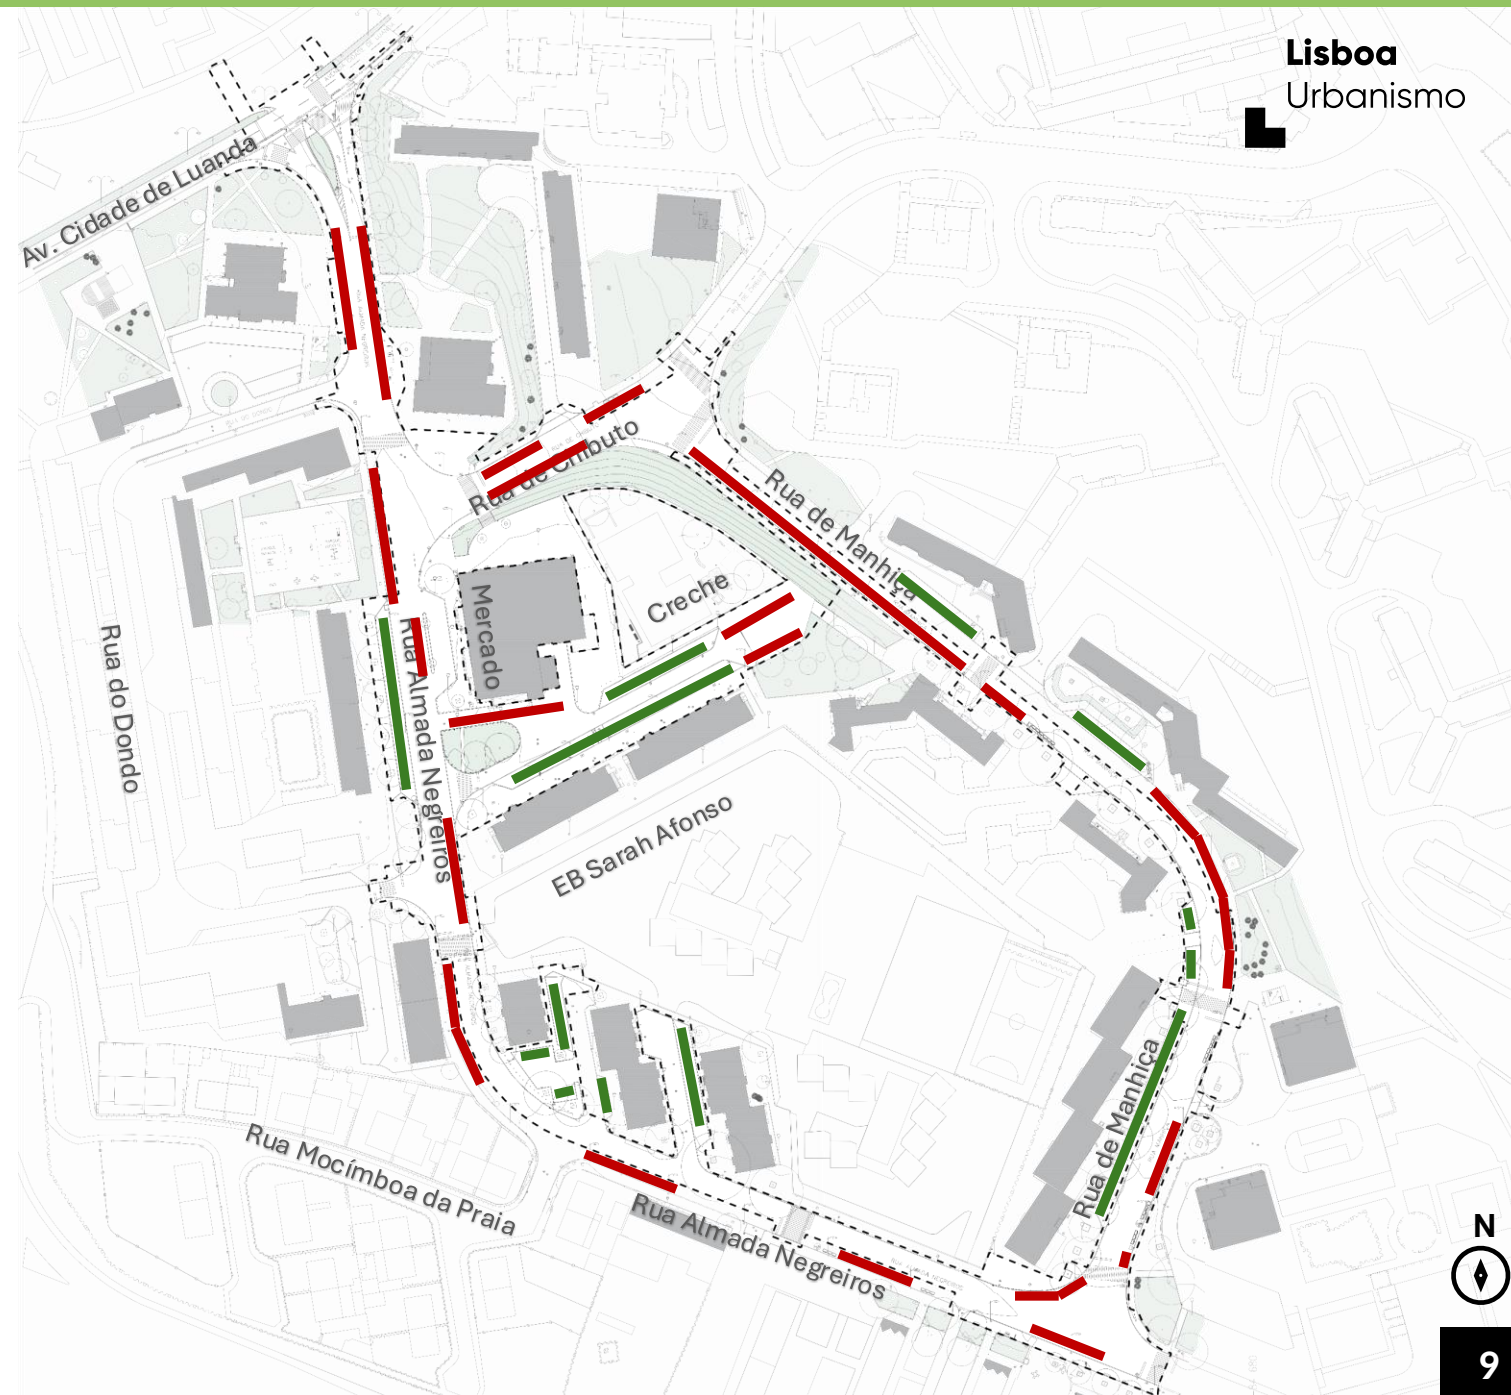 Lisboa
Urbanismo
Av. Cidade de Luanda
Rua de Chibuto
Rua de Manhiça
Creche
Mercado
Rua do Dondo
Rua Almada Negreiros
EB Sarah Afonso
Rua de Manhiça
Rua Mocímboa da Praia
Rua Almada Negreiros
N
9